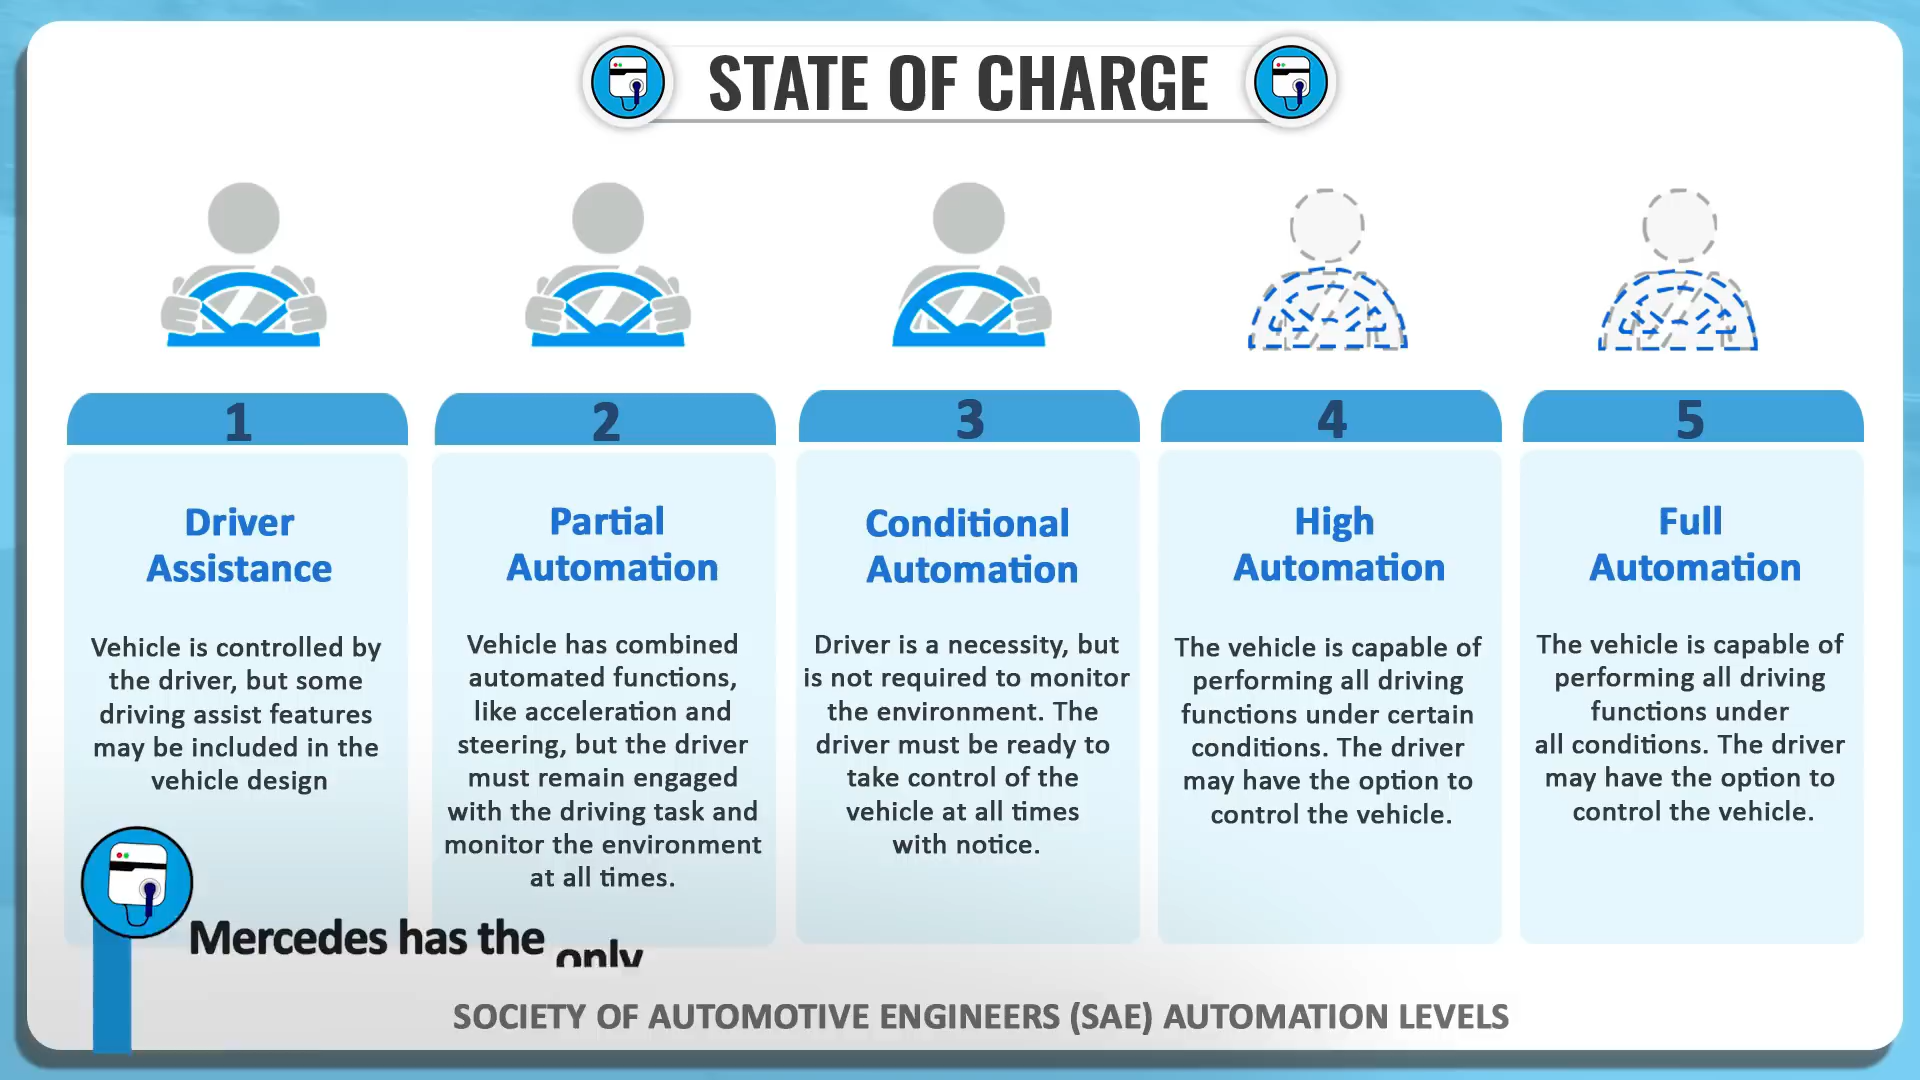 STATE OF CHARGE
1
Driver
Assistance
Vehicle is controlled by
the driver, but some
driving assist features
may be included in the
vehicle design
2
Partial
Automation
Vehicle has combined
automated functions,
like acceleration and
steering, but the driver
must remain engaged
with the driving task and
monitor the environment
at all times.
3
Conditional
Automation
Driver is a necessity, but
is not required to monitor
the environment. The
driver must be ready to
take control of the
vehicle at all times
with notice.
4
High
Automation
The vehicle is capable of
performing all driving
functions under certain
conditions. The driver
may have the option to
control the vehicle.
5
Full
Automation
The vehicle is capable of
performing all driving
functions under
all conditions. The driver
may have the option to
control the vehicle.
Mercedes has the only
SOCIETY OF AUTOMOTIVE ENGINEERS (SAE) AUTOMATION LEVELS